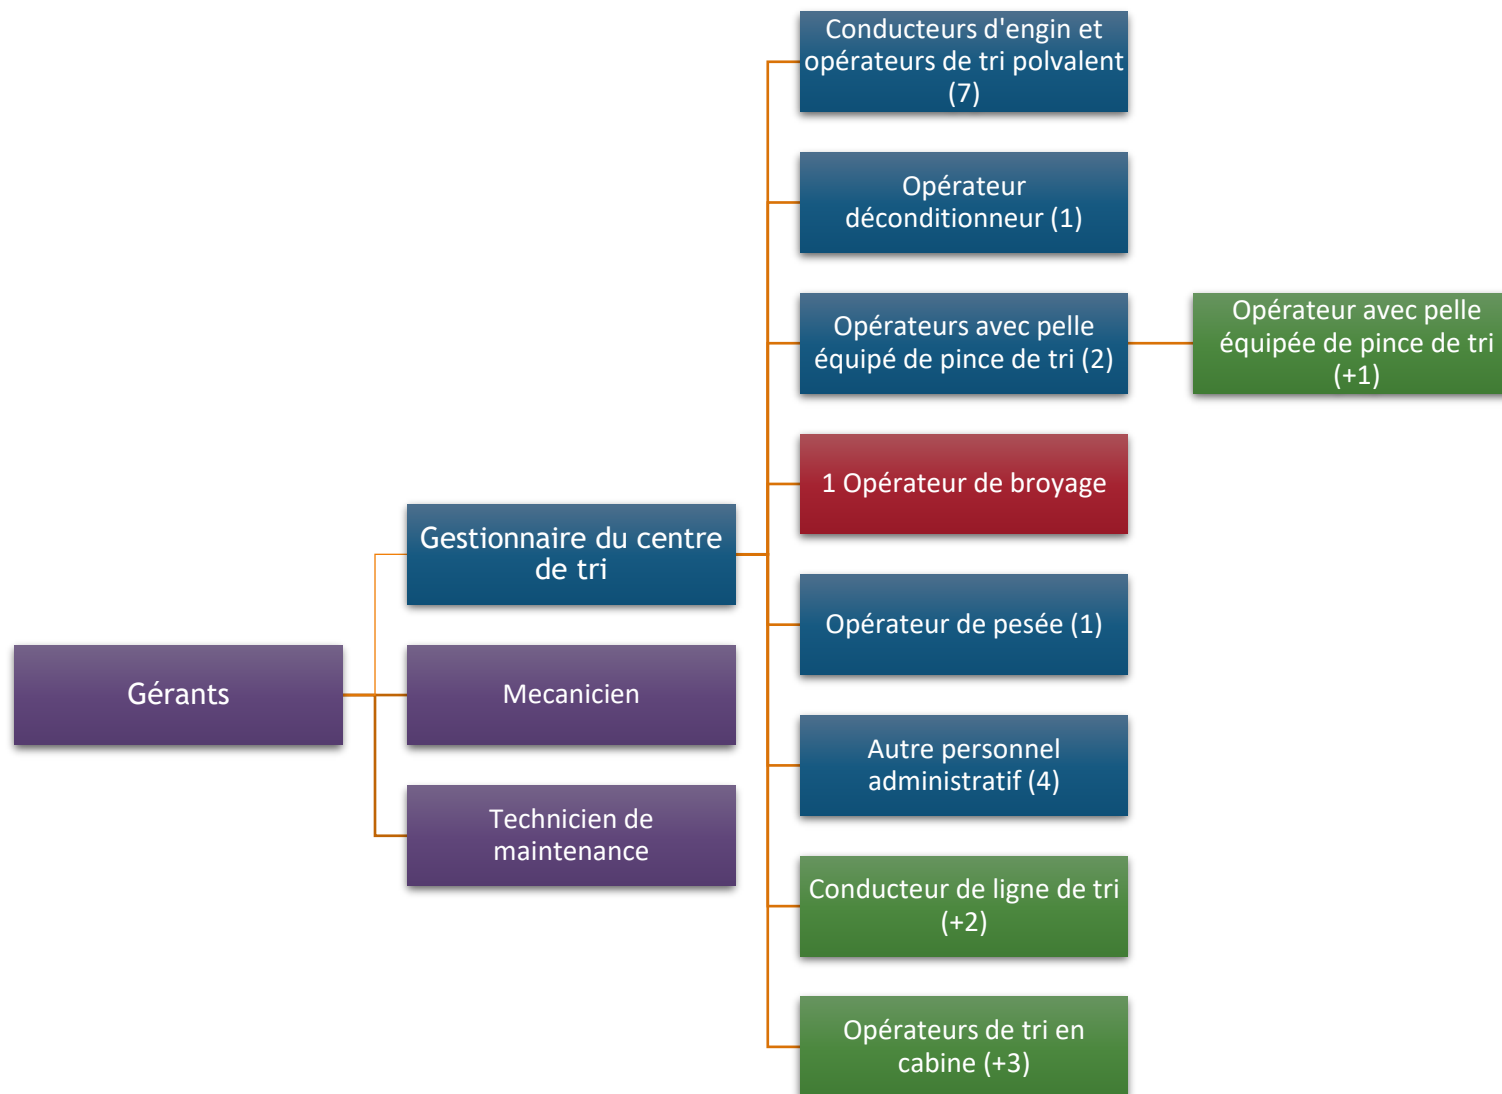 Conducteurs d'engin et
opérateurs de tri polvalent
(7)
Opérateur
déconditionneur (1)
Opérateurs avec pelle
équipé de pince de tri (2)
Opérateur avec pelle
équipée de pince de tri
(+1)
1 Opérateur de broyage
Gestionnaire du centre
de tri
Opérateur de pesée (1)
Gérants
Mecanicien
Autre personnel
administratif (4)
Technicien de
maintenance
Conducteur de ligne de tri
(+2)
Opérateurs de tri en
cabine (+3)